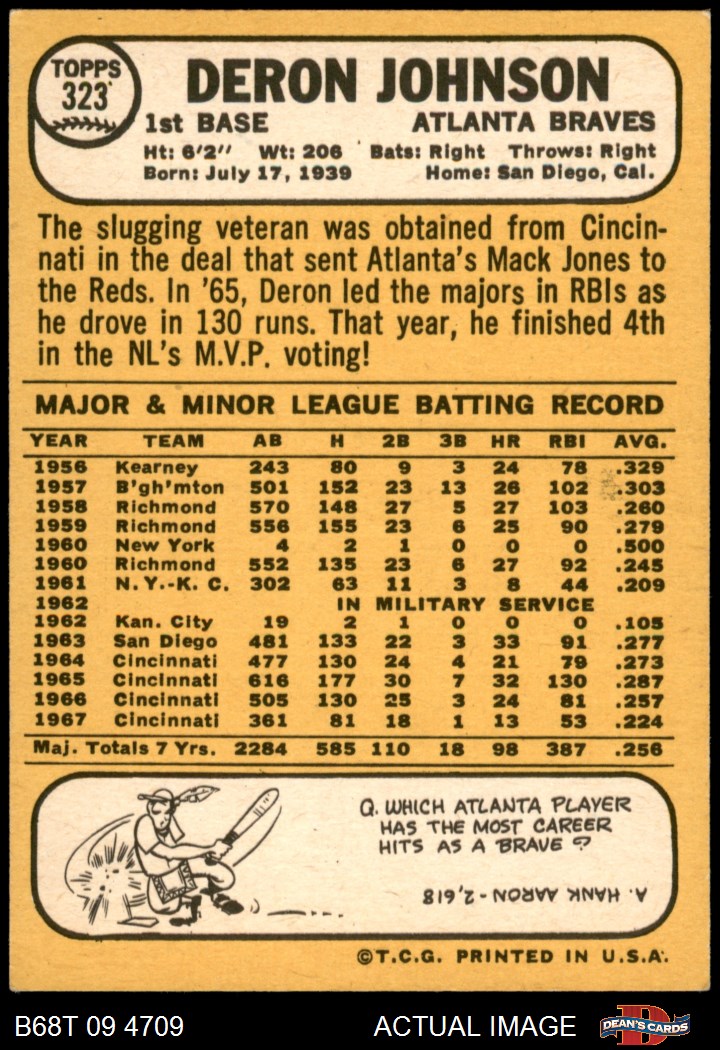 TOPPS
323
DERON JOHNSON
1st BASE ATLANTA BRAVES
Ht: 6'2" Wt: 206 Bats: Right Throws: Right
Born: July 17, 1939 Home: San Diego, Cal.
The slugging veteran was obtained from Cincin-
nati in the deal that sent Atlanta's Mack Jones to
the Reds. In '65, Deron led the majors in RBIs as
he drove in 130 runs. That year, he finished 4th
in the NL's M.V.P. voting!
MAJOR & MINOR LEAGUE BATTING RECORD
YEAR TEAM AB H 2B 3B HR RBI AVG.
1956 Kearney 243 80 9 3 24 78 .329
1957 B'gh'mton 501 152 23 13 26 102 .303
1958 Richmond 570 148 27 5 27 103 .260
1959 Richmond 556 155 23 6 25 90 .279
1960 New York 4 2 1 0 0 0 .500
1960 Richmond 552 135 23 6 27 92 .245
1961 N.Y.-K.C. 302 63 11 3 8 44 .209
1962 IN MILITARY SERVICE
1962 Kan. City 19 2 1 0 0 0 .105
1963 San Diego 481 133 22 3 33 91 .277
1964 Cincinnati 477 130 24 4 21 79 .273
1965 Cincinnati 616 177 30 7 32 130 .287
1966 Cincinnati 505 130 25 3 24 81 .257
1967 Cincinnati 361 81 18 1 13 53 .224
Maj. Totals 7 Yrs. 2284 585 110 18 98 387 .256
Q. WHICH ATLANTA PLAYER
HAS THE MOST CAREER
HITS AS A BRAVE?
A. HANK AARON - 2,618
©T.C.G. PRINTED IN U.S.A.
B68T 09 4709 ACTUAL IMAGE
D
DEAN'S CARDS